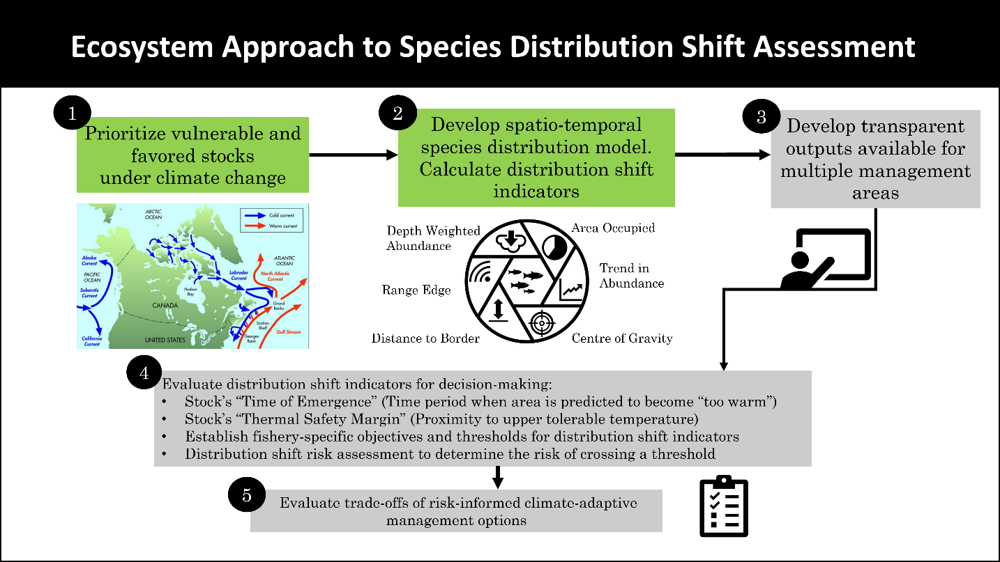 Ecosystem Approach to Species Distribution Shift Assessment
1
Prioritize vulnerable and
favored stocks
under climate change
2
Develop spatio-temporal
species distribution model.
Calculate distribution shift
indicators
3
Develop transparent
outputs available for
multiple management
areas
ARCTIC
OCEAN
Cold current
Warm current
Alaska
Current
PACIFIC
OCEAN
Subarctic
Current
California
Current
CANADA
UNITED STATES
Hudson
Bay
Labrador
Current
ATLANTIC
OCEAN
North Atlantic
Current
Grand
Banks
Scotian
Shelf
Georges
Bank
Gulf Stream
Depth Weighted
Abundance
Area Occupied
Range Edge
Trend in
Abundance
Distance to Border
Centre of Gravity
4
Evaluate distribution shift indicators for decision-making:
• Stock’s “Time of Emergence” (Time period when area is predicted to become “too warm”)
• Stock’s “Thermal Safety Margin” (Proximity to upper tolerable temperature)
• Establish fishery-specific objectives and thresholds for distribution shift indicators
• Distribution shift risk assessment to determine the risk of crossing a threshold
5
Evaluate trade-offs of risk-informed climate-adaptive
management options